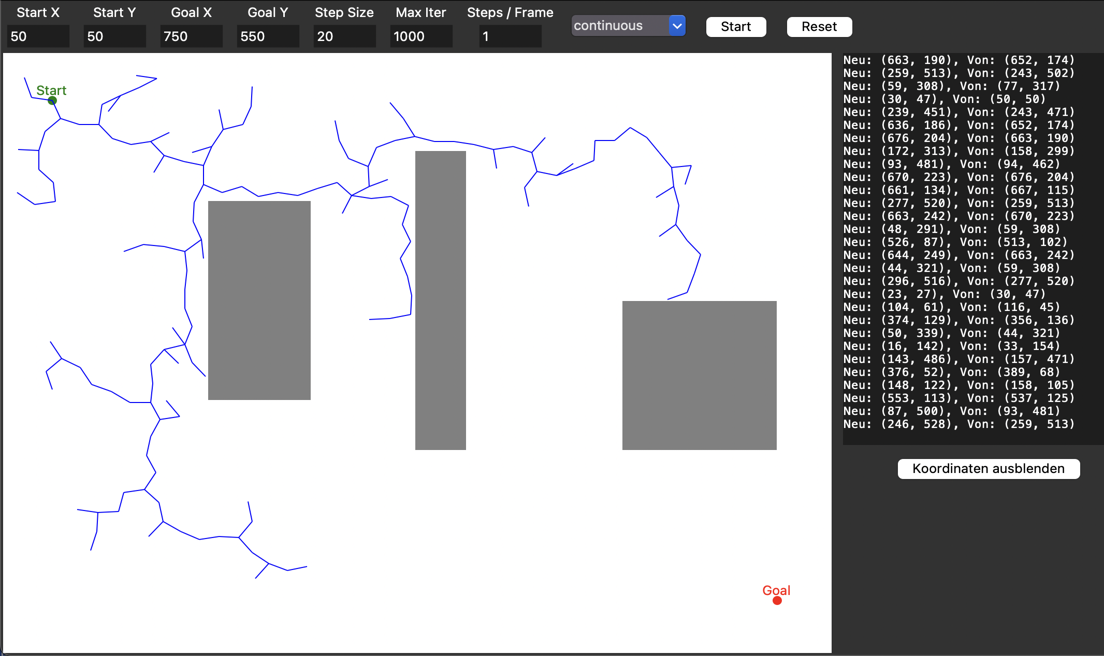 Start X Start Y Goal X Goal Y Step Size Max Iter Steps / Frame
50 50 750 550 20 1000 1 continuous Start Reset
Start
Goal
Neu: (663, 190), Von: (652, 174)
Neu: (259, 513), Von: (243, 502)
Neu: (59, 308), Von: (77, 317)
Neu: (30, 47), Von: (50, 50)
Neu: (239, 451), Von: (243, 471)
Neu: (636, 186), Von: (652, 174)
Neu: (676, 204), Von: (663, 190)
Neu: (172, 313), Von: (158, 299)
Neu: (93, 481), Von: (94, 462)
Neu: (670, 223), Von: (676, 204)
Neu: (661, 134), Von: (667, 115)
Neu: (277, 520), Von: (259, 513)
Neu: (663, 242), Von: (670, 223)
Neu: (48, 291), Von: (59, 308)
Neu: (526, 87), Von: (513, 102)
Neu: (644, 249), Von: (663, 242)
Neu: (44, 321), Von: (59, 308)
Neu: (296, 516), Von: (277, 520)
Neu: (23, 27), Von: (30, 47)
Neu: (104, 61), Von: (116, 45)
Neu: (374, 129), Von: (356, 136)
Neu: (50, 339), Von: (44, 321)
Neu: (16, 142), Von: (33, 154)
Neu: (143, 486), Von: (157, 471)
Neu: (376, 52), Von: (389, 68)
Neu: (148, 122), Von: (158, 105)
Neu: (553, 113), Von: (537, 125)
Neu: (87, 500), Von: (93, 481)
Neu: (246, 528), Von: (259, 513)
Koordinaten ausblenden